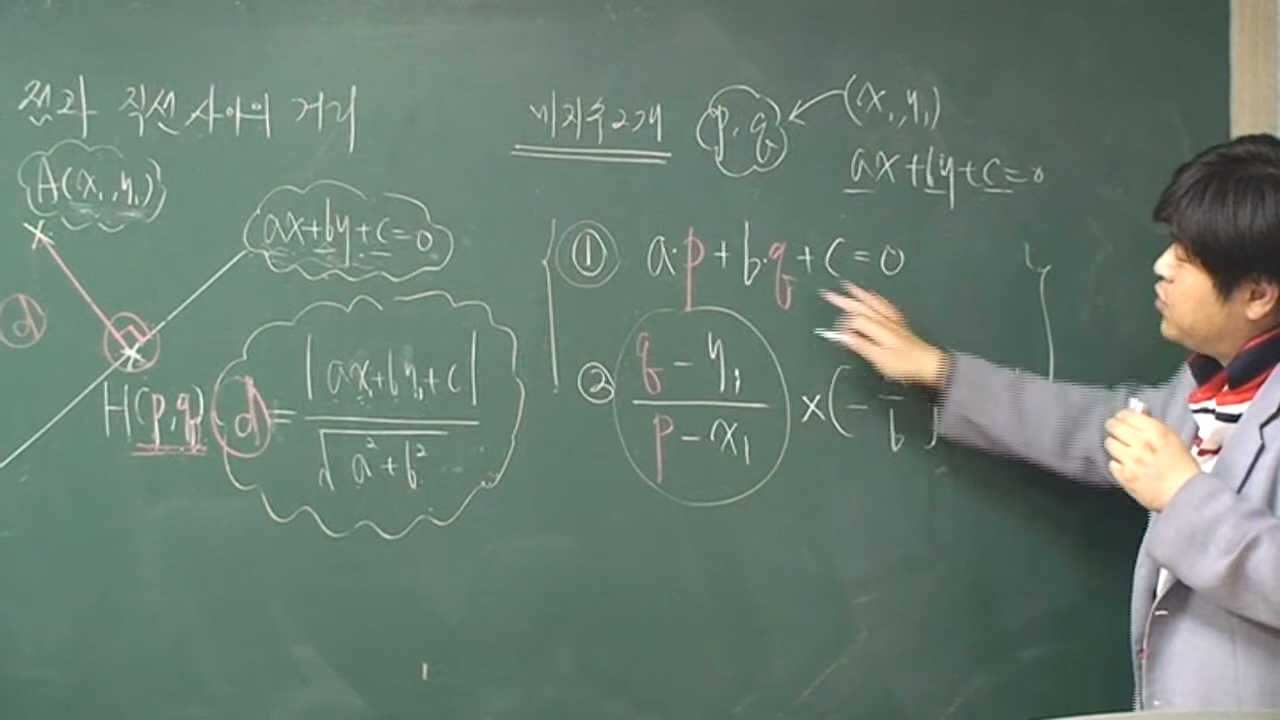 점과 직선 사이의 거리
A(x₁, y₁)
ax+by+c=0
d
H(p,q)
d = |ax₁+by₁+c| / √(a²+b²)
미지수2개 p, q (x₁, y₁)
ax+by+c=0
① a·p+b·q+c=0
② (q-y₁)/(p-x₁) ×(- /b)